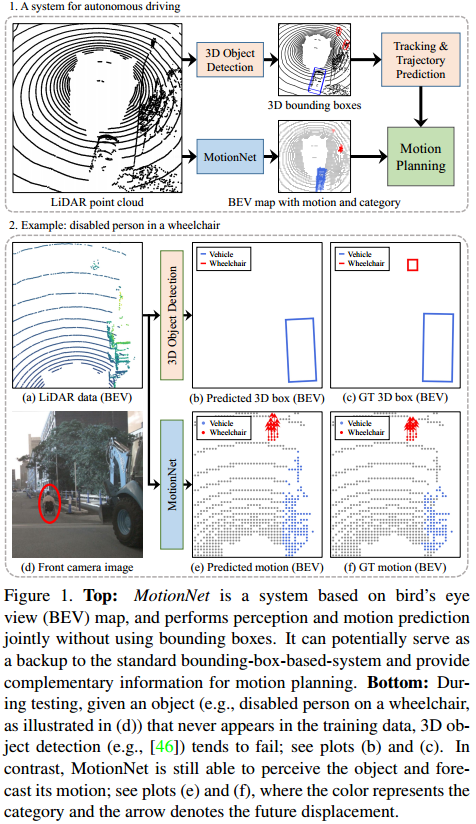 1. A system for autonomous driving
3D Object
Detection
Tracking &
Trajectory
Prediction
3D bounding boxes
MotionNet
Motion
Planning
LiDAR point cloud
BEV map with motion and category
2. Example: disabled person in a wheelchair
3D Object Detection
Vehicle
Wheelchair
Vehicle
Wheelchair
(a) LiDAR data (BEV)
(b) Predicted 3D box (BEV)
(c) GT 3D box (BEV)
MotionNet
Vehicle
Wheelchair
Vehicle
Wheelchair
(d) Front camera image
(e) Predicted motion (BEV)
(f) GT motion (BEV)
Figure 1. Top: MotionNet is a system based on bird's eye
view (BEV) map, and performs perception and motion prediction
jointly without using bounding boxes. It can potentially serve as
a backup to the standard bounding-box-based-system and provide
complementary information for motion planning. Bottom: Dur-
ing testing, given an object (e.g., disabled person on a wheelchair,
as illustrated in (d)) that never appears in the training data, 3D ob-
ject detection (e.g., [46]) tends to fail; see plots (b) and (c). In
contrast, MotionNet is still able to perceive the object and fore-
cast its motion; see plots (e) and (f), where the color represents the
category and the arrow denotes the future displacement.